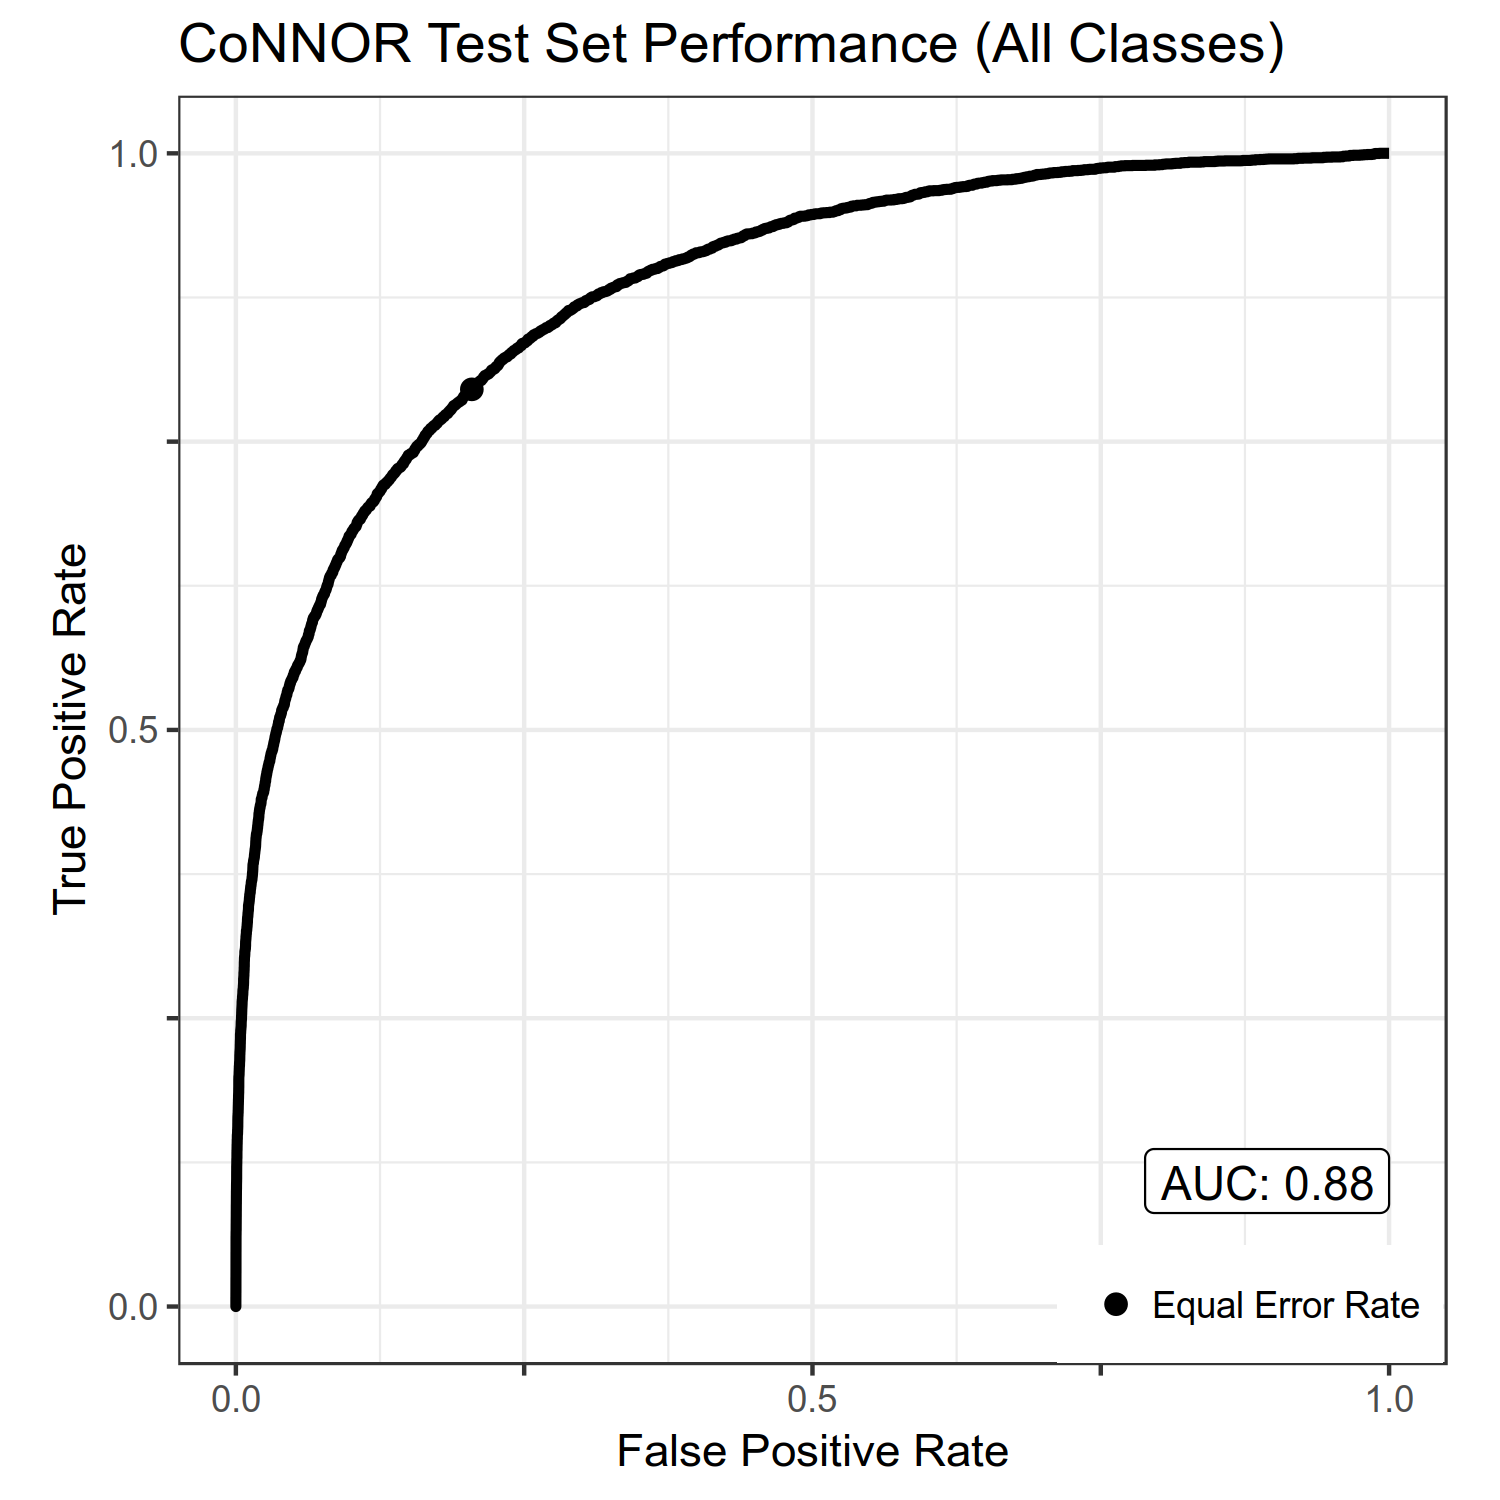 CoNNOR Test Set Performance (All Classes)
1.0
0.5
0.0
True Positive Rate
AUC: 0.88
Equal Error Rate
0.0
0.5
1.0
False Positive Rate